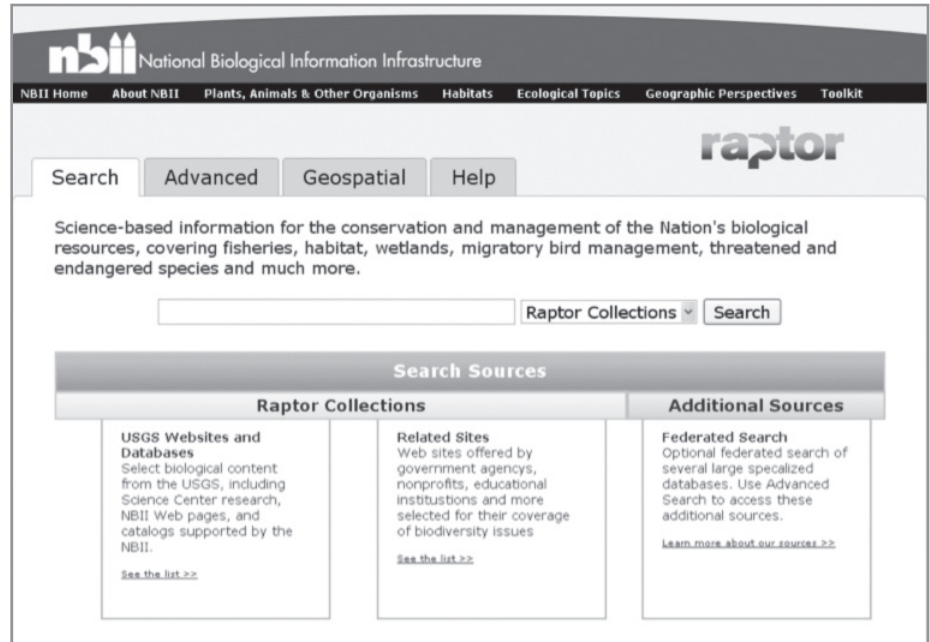 nbii National Biological Information Infrastructure
NBII Home About NBII Plants, Animals & Other Organisms Habitats Ecological Topics Geographic Perspectives Toolkit
raptor
Search Advanced Geospatial Help
Science-based information for the conservation and management of the Nation's biological
resources, covering fisheries, habitat, wetlands, migratory bird management, threatened and
endangered species and much more.
Raptor Collections Search
Search Sources
Raptor Collections Additional Sources
USGS Websites and
Databases
Select biological content
from the USGS, including
Science Center research,
NBII Web pages, and
catalogs supported by the
NBII.
See the list >>
Related Sites
Web sites offered by
government agencys,
nonprofits, educational
institustions and more
selected for their coverage
of biodiversity issues
See the list >>
Federated Search
Optional federated search of
several large specalized
databases. Use Advanced
Search to access these
additional sources.
Learn more about our sources >>